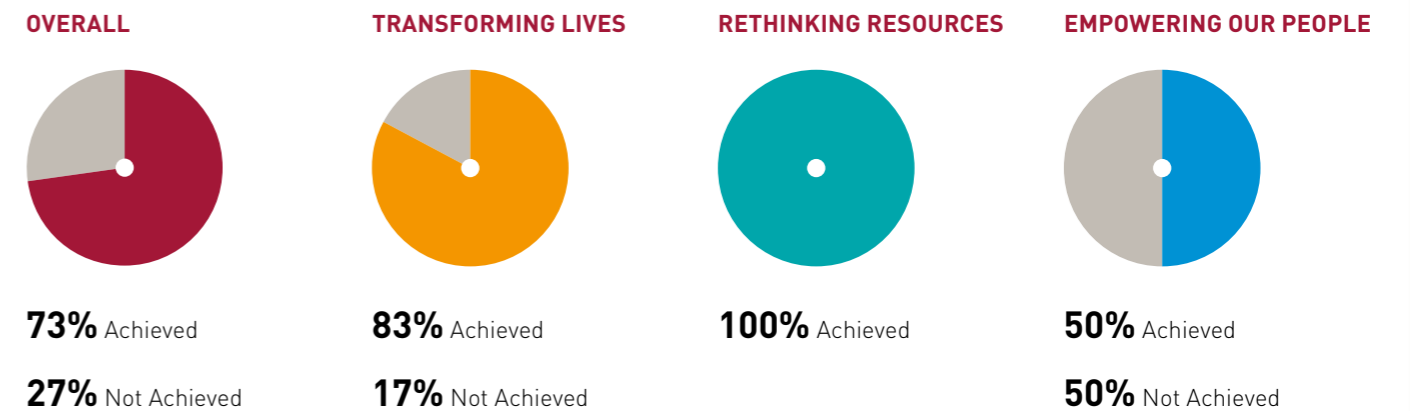 OVERALL
73% Achieved
27% Not Achieved
TRANSFORMING LIVES
83% Achieved
17% Not Achieved
RETHINKING RESOURCES
100% Achieved
EMPOWERING OUR PEOPLE
50% Achieved
50% Not Achieved